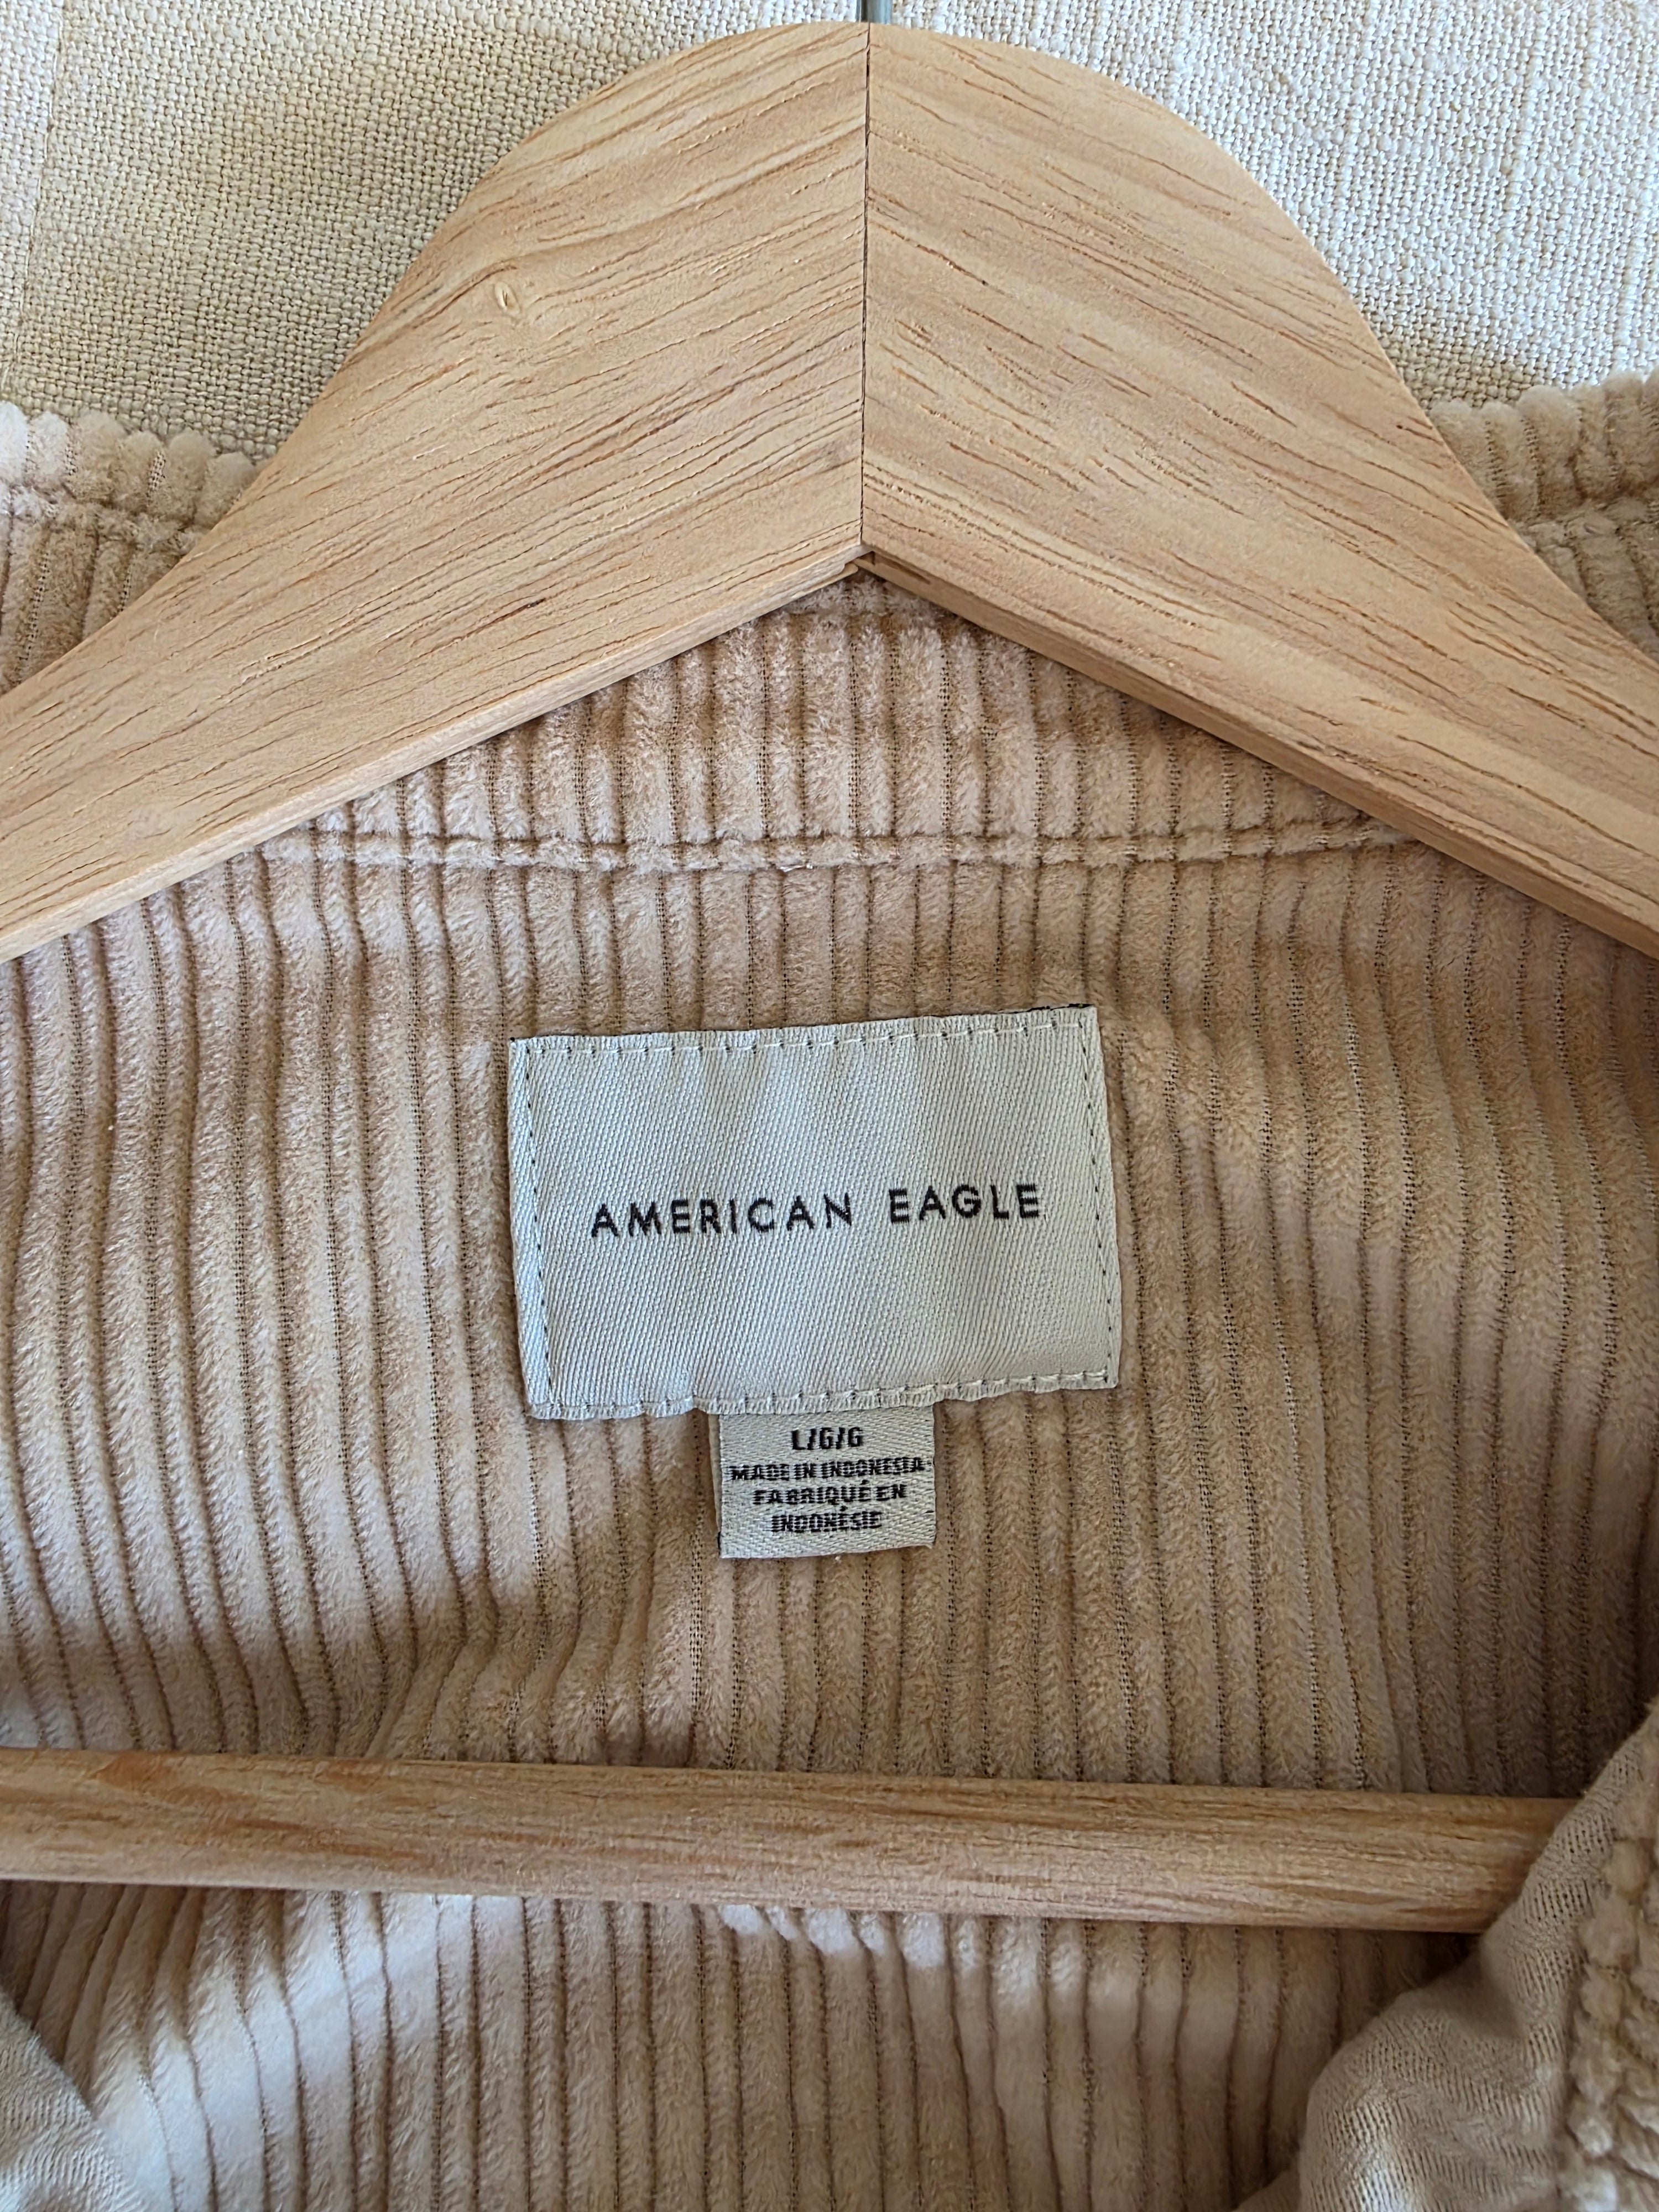 AMERICAN EAGLE
L/G/G
MADE IN INDONESIA
FABRIQUÉ EN
INDONÉSIE